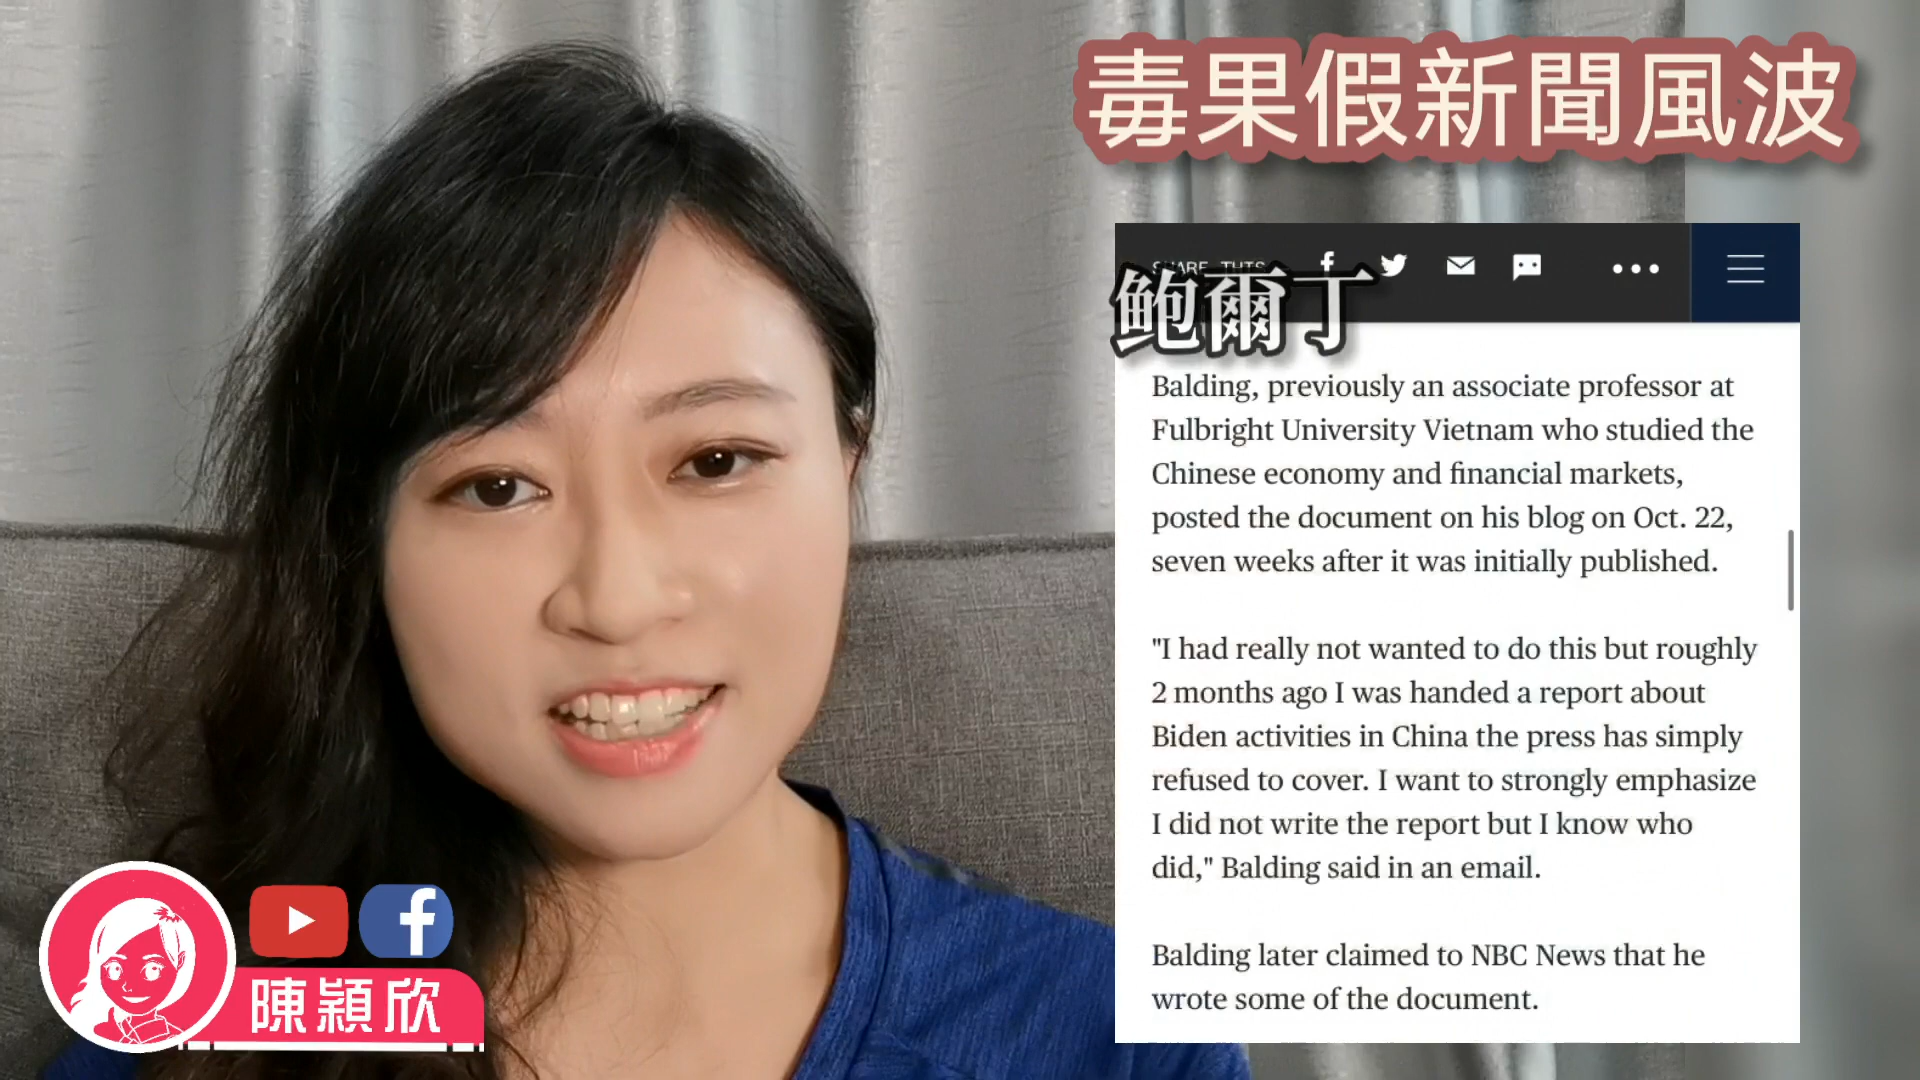 毒果假新聞風波
SHARE THIS
鲍爾丁
Balding, previously an associate professor at
Fulbright University Vietnam who studied the
Chinese economy and financial markets,
posted the document on his blog on Oct. 22,
seven weeks after it was initially published.
"I had really not wanted to do this but roughly
2 months ago I was handed a report about
Biden activities in China the press has simply
refused to cover. I want to strongly emphasize
I did not write the report but I know who
did," Balding said in an email.
Balding later claimed to NBC News that he
wrote some of the document.
陳穎欣